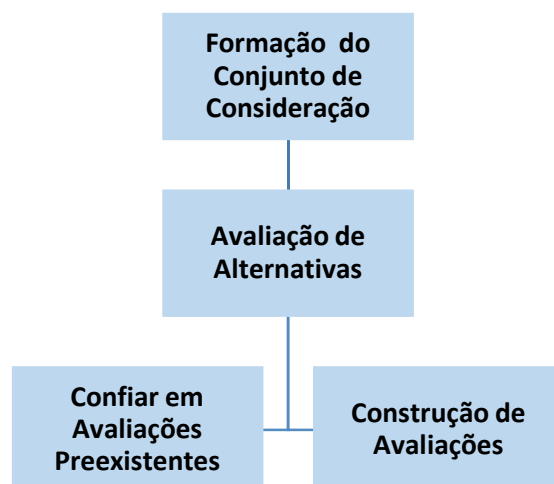 Formação do
Conjunto de
Consideração
Avaliação de
Alternativas
Confiar em
Avaliações
Preexistentes
Construção de
Avaliações